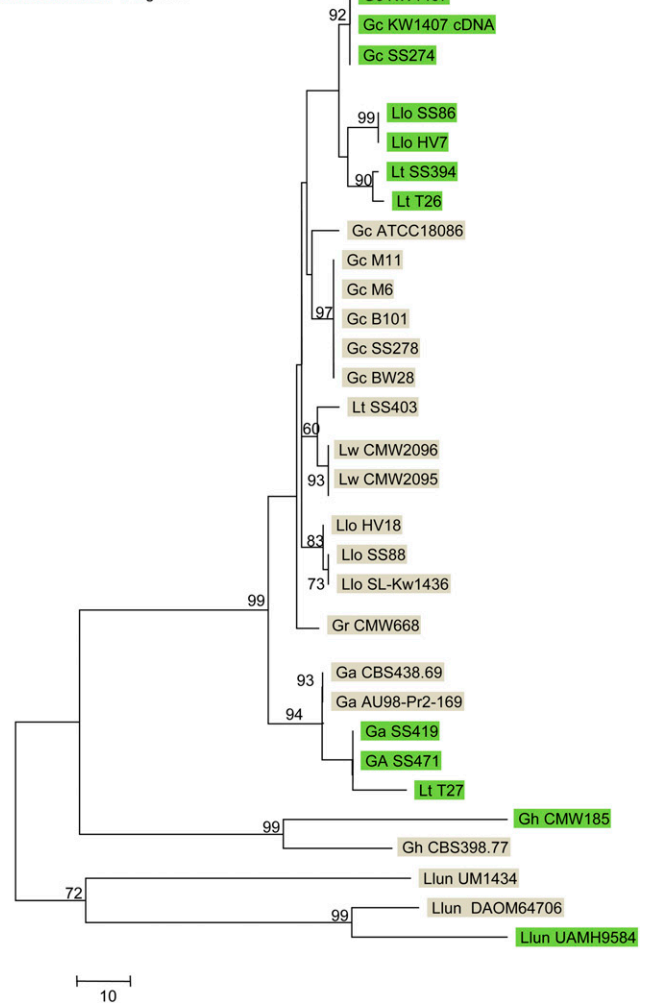 92
Gc KW1407 cDNA
Gc SS274
99
Llo SS86
Llo HV7
Lt SS394
90
Lt T26
Gc ATCC18086
Gc M11
Gc M6
97
Gc B101
Gc SS278
Gc BW28
Lt SS403
60
Lw CMW2096
93
Lw CMW2095
Llo HV18
83
Llo SS88
73
Llo SL-Kw1436
99
Gr CMW668
93
Ga CBS438.69
Ga AU98-Pr2-169
94
Ga SS419
GA SS471
Lt T27
99
Gh CMW185
Gh CBS398.77
Llun UM1434
72
Llun DAOM64706
99
Llun UAMH9584
10